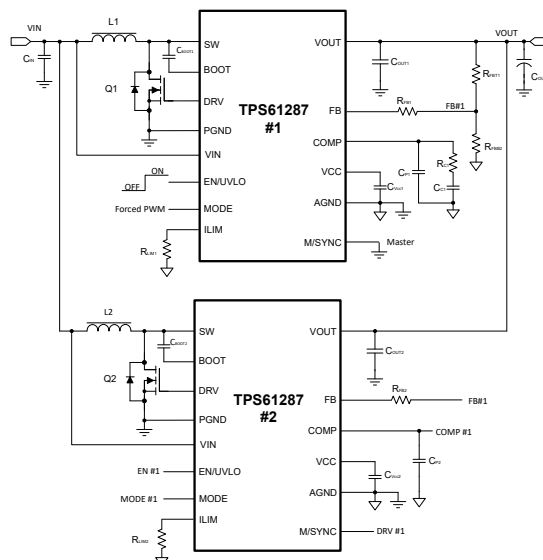 VIN
L1
VOUT
CIN
CBOOT1
SW
BOOT
DRV
PGND
VIN
EN/UVLO
MODE
ILIM
Q1
TPS61287
#1
VOUT
FB
COMP
VCC
AGND
M/SYNC
COUT1
RFB1
FB#1
RFBT1
RFBB2
CP1
RC1
CC1
CVcc1
Master
ON
OFF
Forced PWM
RLIM1
L2
CBOOT2
SW
BOOT
DRV
PGND
VIN
EN/UVLO
MODE
ILIM
Q2
TPS61287
#2
VOUT
FB
COMP
VCC
AGND
M/SYNC
COUT2
RFB2
FB#1
COMP #1
CP2
CVcc2
DRV #1
EN #1
MODE #1
RLIM2